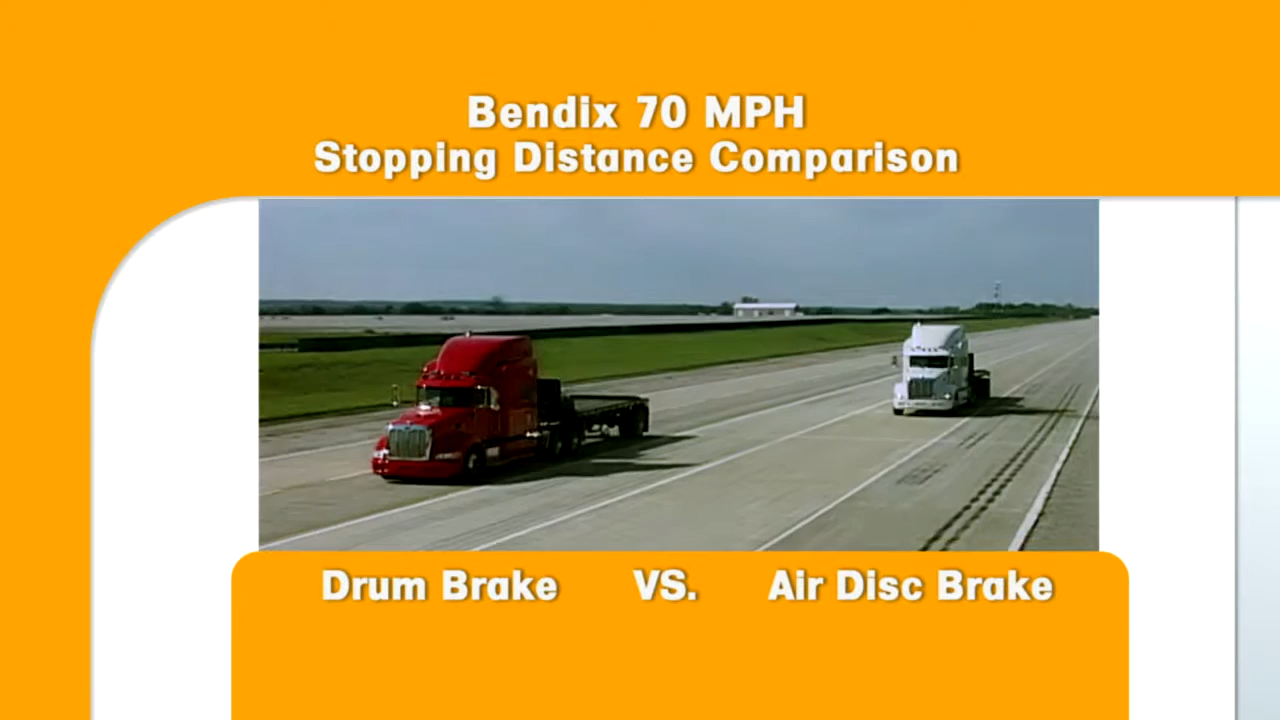 Bendix 70 MPH
Stopping Distance Comparison
Drum Brake VS. Air Disc Brake